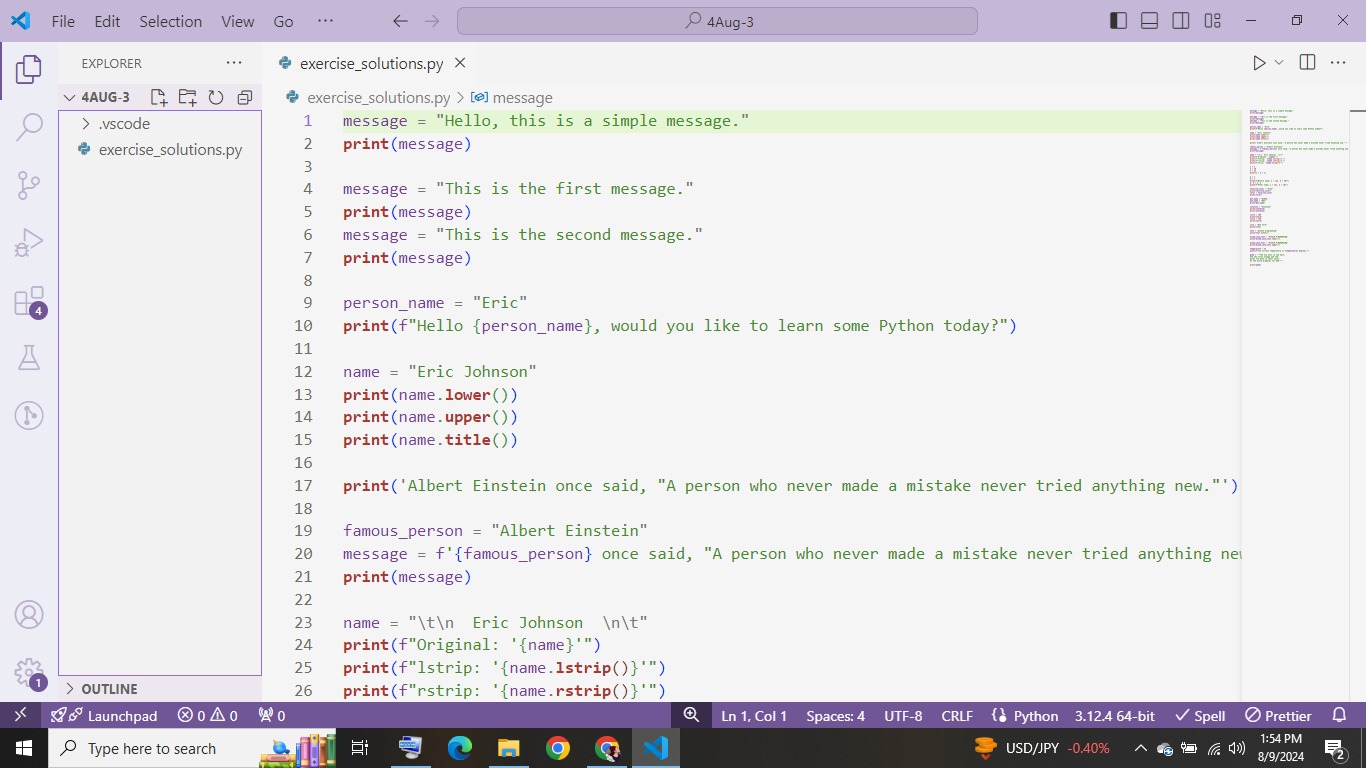 File Edit Selection View Go ··· 4Aug-3
EXPLORER ···
4AUG-3
.vscode
exercise_solutions.py
OUTLINE
exercise_solutions.py
exercise_solutions.py > message
1 message = "Hello, this is a simple message."
2 print(message)
3
4 message = "This is the first message."
5 print(message)
6 message = "This is the second message."
7 print(message)
8
9 person_name = "Eric"
10 print(f"Hello {person_name}, would you like to learn some Python today?")
11
12 name = "Eric Johnson"
13 print(name.lower())
14 print(name.upper())
15 print(name.title())
16
17 print('Albert Einstein once said, "A person who never made a mistake never tried anything new."')
18
19 famous_person = "Albert Einstein"
20 message = f'{famous_person} once said, "A person who never made a mistake never tried anything new
21 print(message)
22
23 name = "\t\n  Eric Johnson  \n\t"
24 print(f"Original: '{name}'")
25 print(f"lstrip: '{name.lstrip()}'")
26 print(f"rstrip: '{name.rstrip()}'")
4
1
Launchpad 0 0 0 Ln 1, Col 1 Spaces: 4 UTF-8 CRLF Python 3.12.4 64-bit Spell Prettier
Type here to search USD/JPY -0.40% 1:54 PM
8/9/2024
2